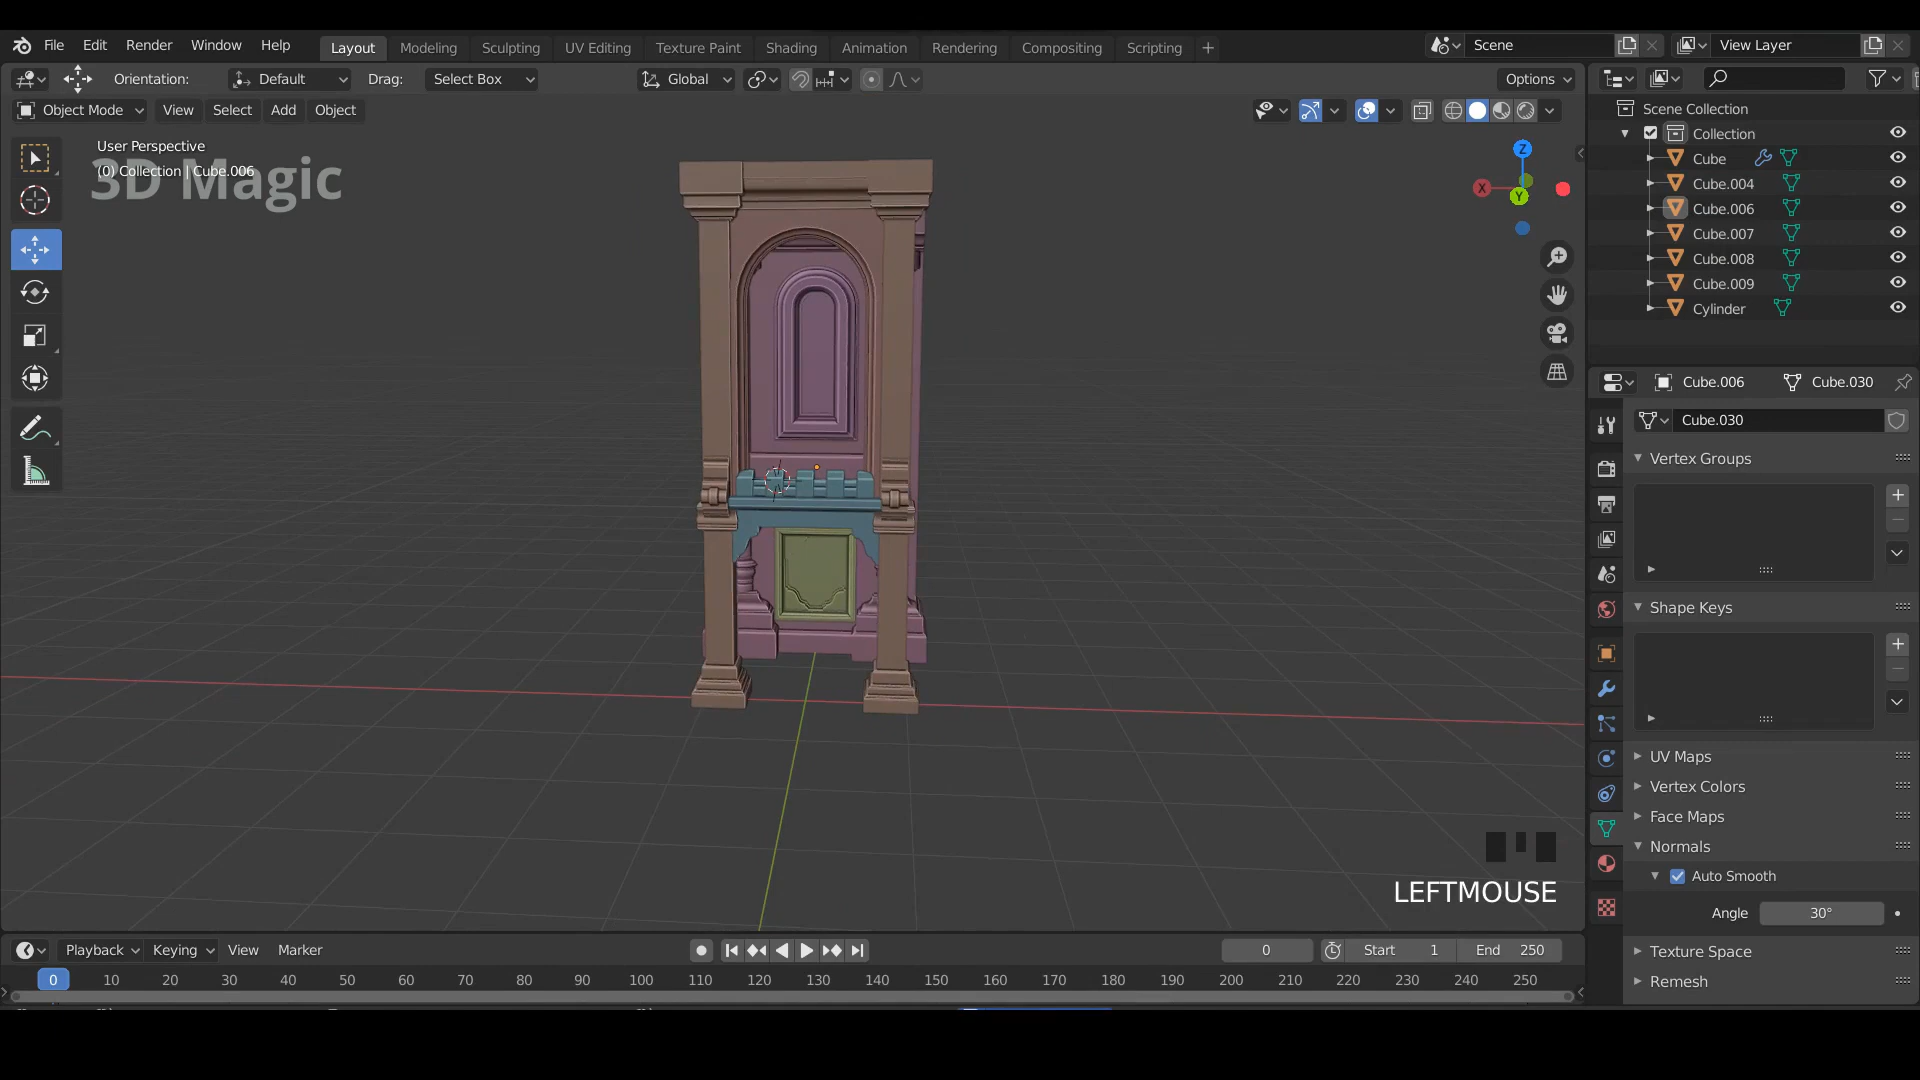 File Edit Render Window Help Layout Modeling Sculpting UV Editing Texture Paint Shading Animation Rendering Compositing Scripting + Scene View Layer
Orientation: Default Drag: Select Box Global Options
Object Mode View Select Add Object
User Perspective
(0) Collection | Cube.006
3D Magic
Z
X
Y
LEFTMOUSE
Scene Collection
Collection
Cube
Cube.004
Cube.006
Cube.007
Cube.008
Cube.009
Cylinder
Cube.006 Cube.030
Cube.030
Vertex Groups
Shape Keys
UV Maps
Vertex Colors
Face Maps
Normals
Auto Smooth
Angle 30°
Texture Space
Remesh
Playback Keying View Marker 0 Start 1 End 250
0 10 20 30 40 50 60 70 80 90 100 110 120 130 140 150 160 170 180 190 200 210 220 230 240 250